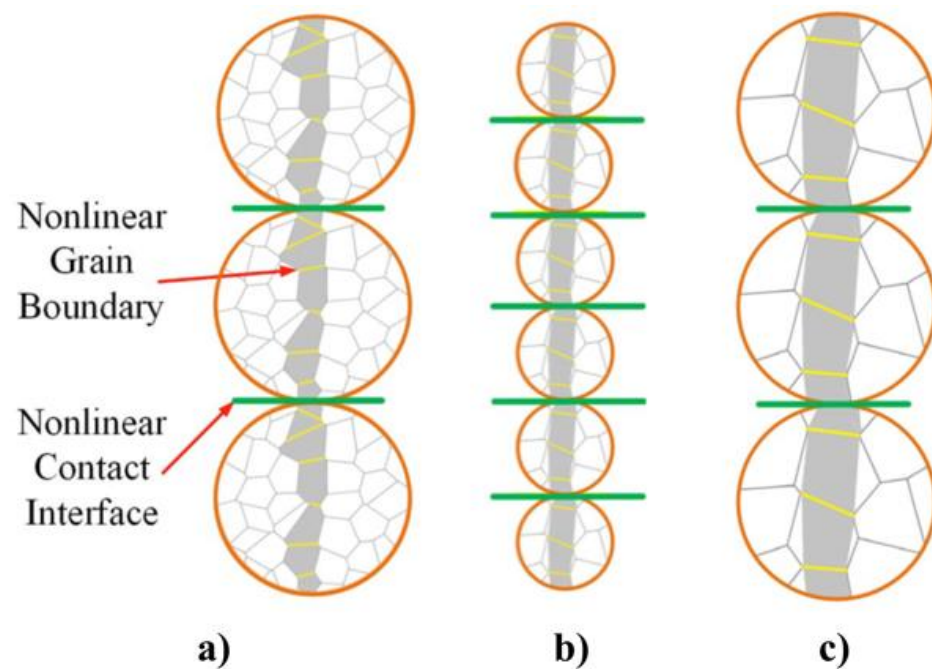 Nonlinear
Grain
Boundary
Nonlinear
Contact
Interface
a)
b)
c)